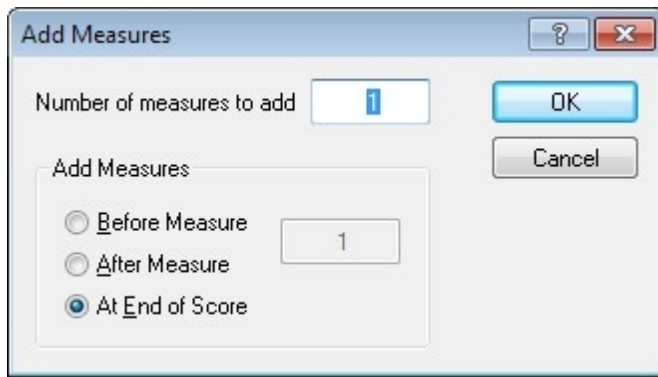 Add Measures
Number of measures to add 1 OK
Cancel
Add Measures
Before Measure 1
After Measure
At End of Score